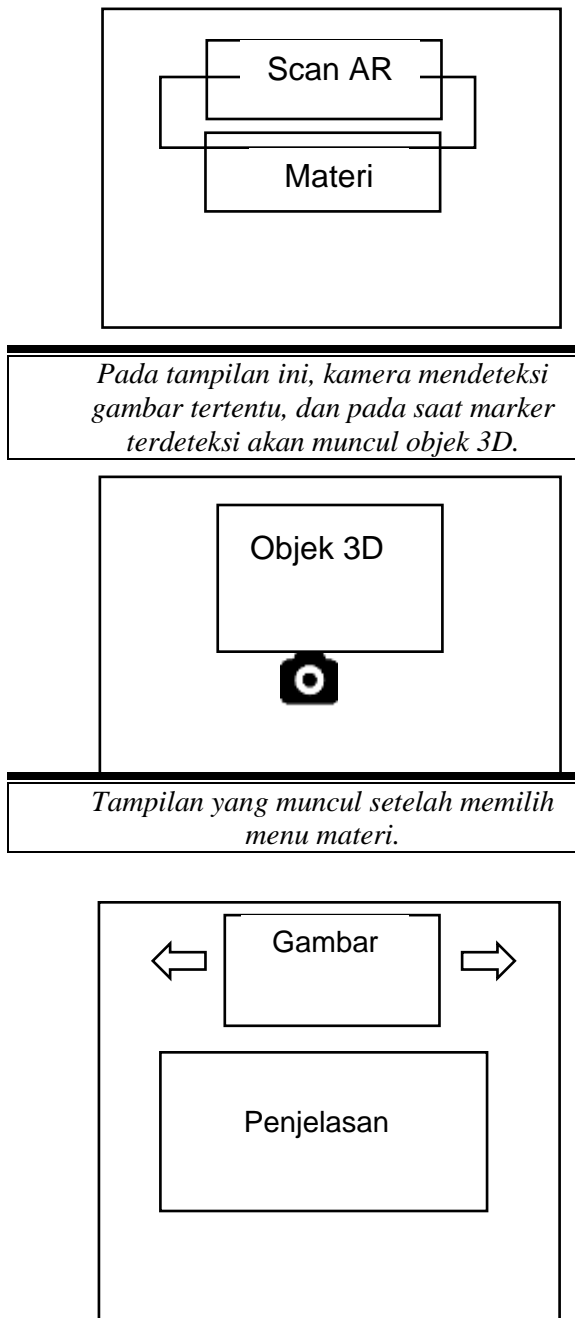 Scan AR
Materi
Pada tampilan ini, kamera mendeteksi
gambar tertentu, dan pada saat marker
terdeteksi akan muncul objek 3D.
Objek 3D
Tampilan yang muncul setelah memilih
menu materi.
Gambar
Penjelasan